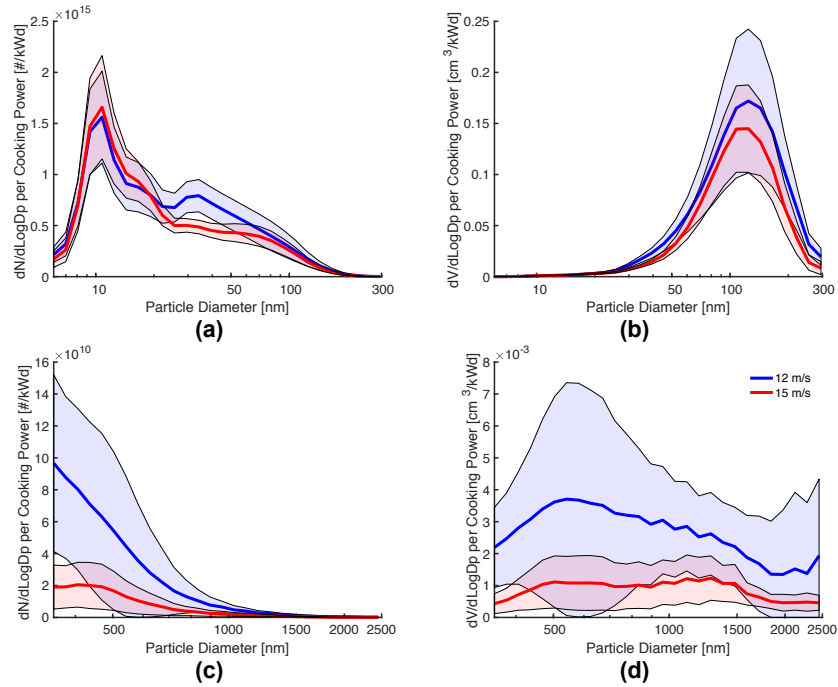 ×10^15
2.5
2
1.5
1
0.5
0
10 50 100 300
dN/dLogDp per Cooking Power [#/kWd]
Particle Diameter [nm]
(a)
0.25
0.2
0.15
0.1
0.05
0
10 50 100 300
dV/dLogDp per Cooking Power [cm^3/kWd]
Particle Diameter [nm]
(b)
×10^10
16
14
12
10
8
6
4
2
0
500 1000 1500 2000 2500
dN/dLogDp per Cooking Power [#/kWd]
Particle Diameter [nm]
(c)
×10^-3
8
7
6
5
4
3
2
1
0
500 1000 1500 2000 2500
dV/dLogDp per Cooking Power [cm^3/kWd]
12 m/s
15 m/s
Particle Diameter [nm]
(d)